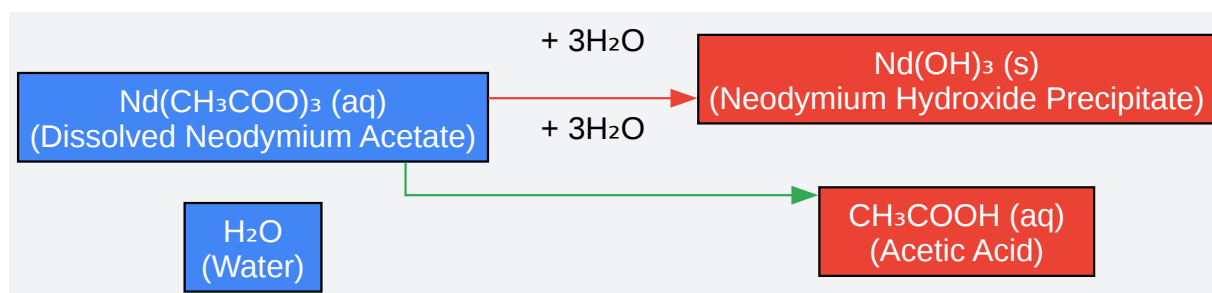 + 3H₂O
Nd(CH₃COO)₃ (aq)
(Dissolved Neodymium Acetate)
Nd(OH)₃ (s)
(Neodymium Hydroxide Precipitate)
+ 3H₂O
H₂O
(Water)
CH₃COOH (aq)
(Acetic Acid)